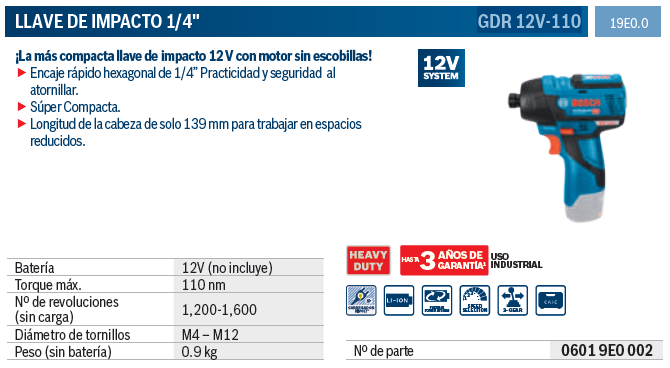 LLAVE DE IMPACTO 1/4"
GDR 12V-110
19E0.0
¡La más compacta llave de impacto 12 V con motor sin escobillas!
Encaje rápido hexagonal de 1/4" Practicidad y seguridad al
atornillar.
Súper Compacta.
Longitud de la cabeza de solo 139 mm para trabajar en espacios
reducidos.
12V
SYSTEM
BOSCH
HEAVY
DUTY
HASTA 3 AÑOS DE
GARANTÍA¹
USO
INDUSTRIAL
Batería 12V (no incluye)
Torque máx. 110 nm
Nº de revoluciones
(sin carga) 1,200-1,600
Diámetro de tornillos M4 – M12
Peso (sin batería) 0.9 kg
LI-ION
SPEED
SELECTION
CASE
Nº de parte 0601 9E0 002